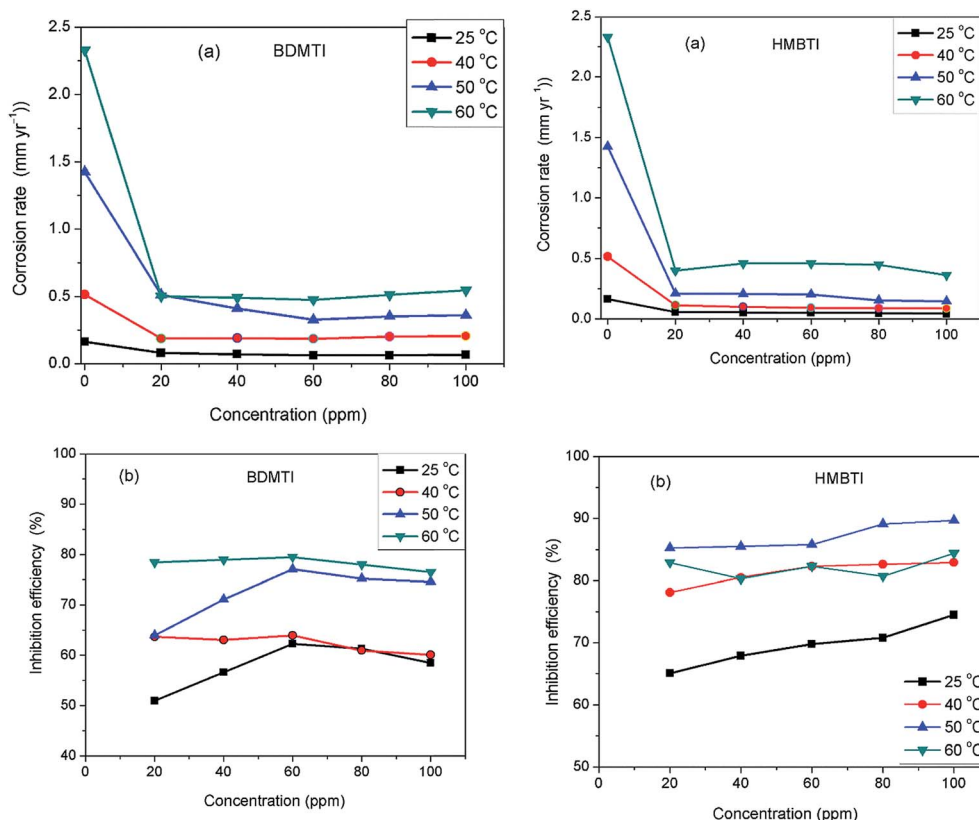 (a)
BDMTI
25 °C
40 °C
50 °C
60 °C
2.5
2.0
1.5
1.0
0.5
0.0
Corrosion rate (mm yr⁻¹))
0 20 40 60 80 100
Concentration (ppm)
(a)
HMBTI
25 °C
40 °C
50 °C
60 °C
2.5
2.0
1.5
1.0
0.5
0.0
Corrosion rate (mm yr⁻¹)
0 20 40 60 80 100
Concentration (ppm)
(b)
BDMTI
25 °C
40 °C
50 °C
60 °C
100
90
80
70
60
50
40
Inhibition efficiency (%)
0 20 40 60 80 100
Concentration (ppm)
(b)
HMBTI
25 °C
40 °C
50 °C
60 °C
100
90
80
70
60
50
Inhibition efficiency (%)
0 20 40 60 80 100
Concentration (ppm)